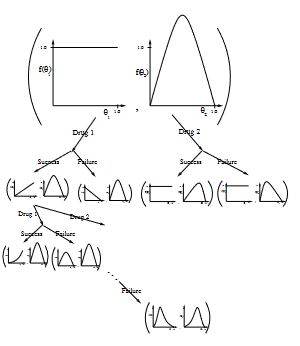 1.0 1.0
f(θ₁) f(θ₂)
θ₁ 1.0 , θ₂ 1.0
Drug 1 Drug 2
Success Failure Success Failure
Drug 1 Drug 2
Success Failure
. . .
Failure